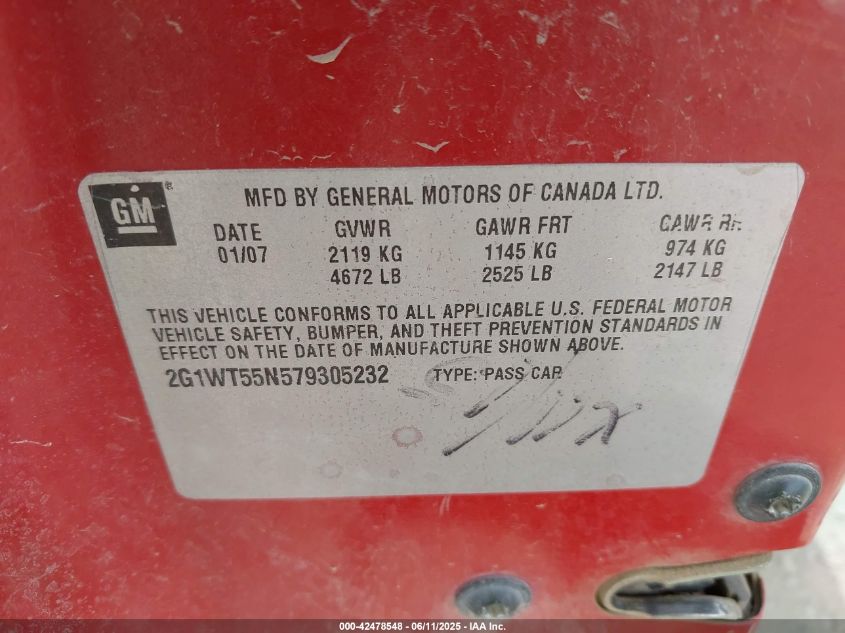 GM
MFD BY GENERAL MOTORS OF CANADA LTD.
DATE GVWR GAWR FRT GAWR RR
01/07 2119 KG 1145 KG 974 KG
4672 LB 2525 LB 2147 LB
THIS VEHICLE CONFORMS TO ALL APPLICABLE U.S. FEDERAL MOTOR
VEHICLE SAFETY, BUMPER, AND THEFT PREVENTION STANDARDS IN
EFFECT ON THE DATE OF MANUFACTURE SHOWN ABOVE.
2G1WT55N579305232 TYPE: PASS CAR
000-42478548 - 06/11/2025 - IAA Inc.